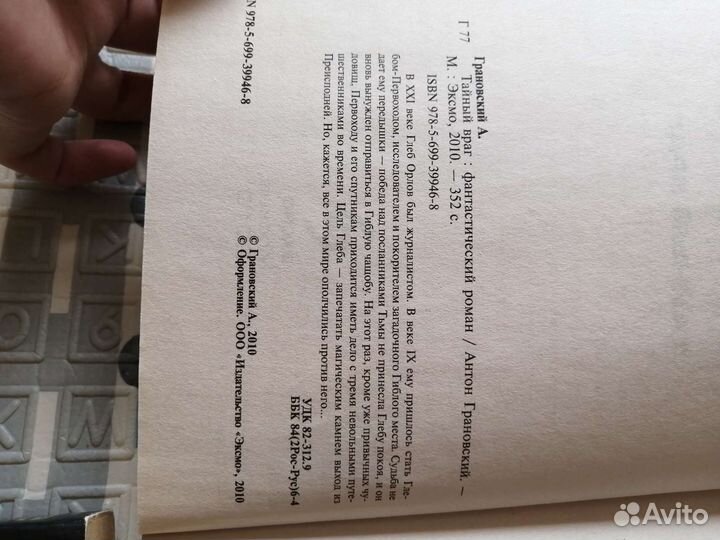 Г 77
Грановский А.
Тайный враг : фантастический роман / Антон Грановский. —
М. : Эксмо, 2010. — 352 с.
ISBN 978-5-699-39946-8
В XXI веке Глеб Орлов был журналистом. В веке IX ему пришлось стать Гле-
бом-Первоходом, исследователем и покорителем загадочного Гиблого места. Судьба не
дает ему передышки — победа над посланниками Тьмы не принесла Глебу покоя, и он
вновь вынужден отправиться в Гиблую чащобу. На этот раз, кроме уже привычных чу-
довищ, Первоходу и его спутникам приходится иметь дело с тремя невольными путе-
шественниками во времени. Цель Глеба — запечатать магическим камнем выход из
Преисподней. Но, кажется, все в этом мире ополчились против него...
УДК 82-312.9
ББК 84(2Рос-Рус)6-4
© Грановский А., 2010
© Оформление. ООО «Издательство «Эксмо», 2010
N 978-5-699-39946-8
К
М
Avito